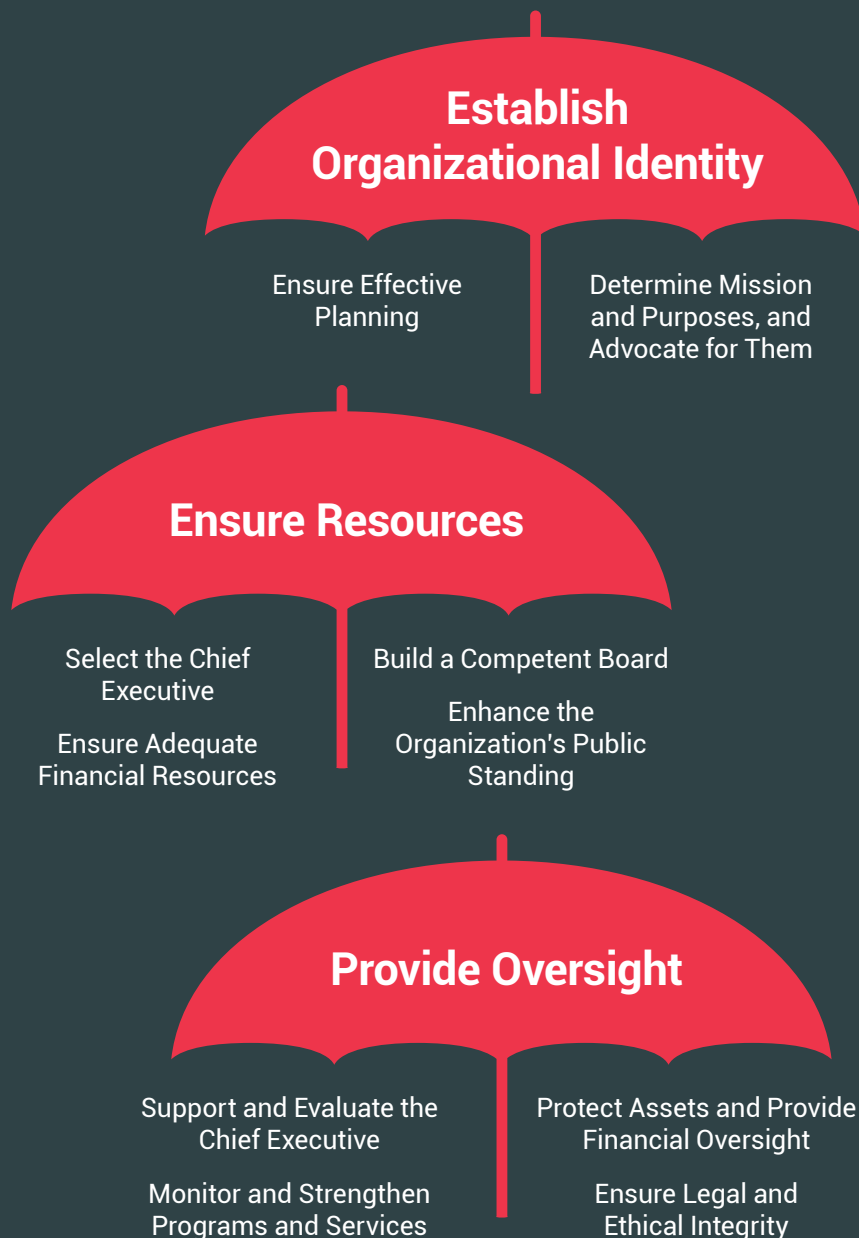 Establish
Organizational Identity
Ensure Effective
Planning
Determine Mission
and Purposes, and
Advocate for Them
Ensure Resources
Select the Chief
Executive
Ensure Adequate
Financial Resources
Build a Competent Board
Enhance the
Organization's Public
Standing
Provide Oversight
Support and Evaluate the
Chief Executive
Monitor and Strengthen
Programs and Services
Protect Assets and Provide
Financial Oversight
Ensure Legal and
Ethical Integrity